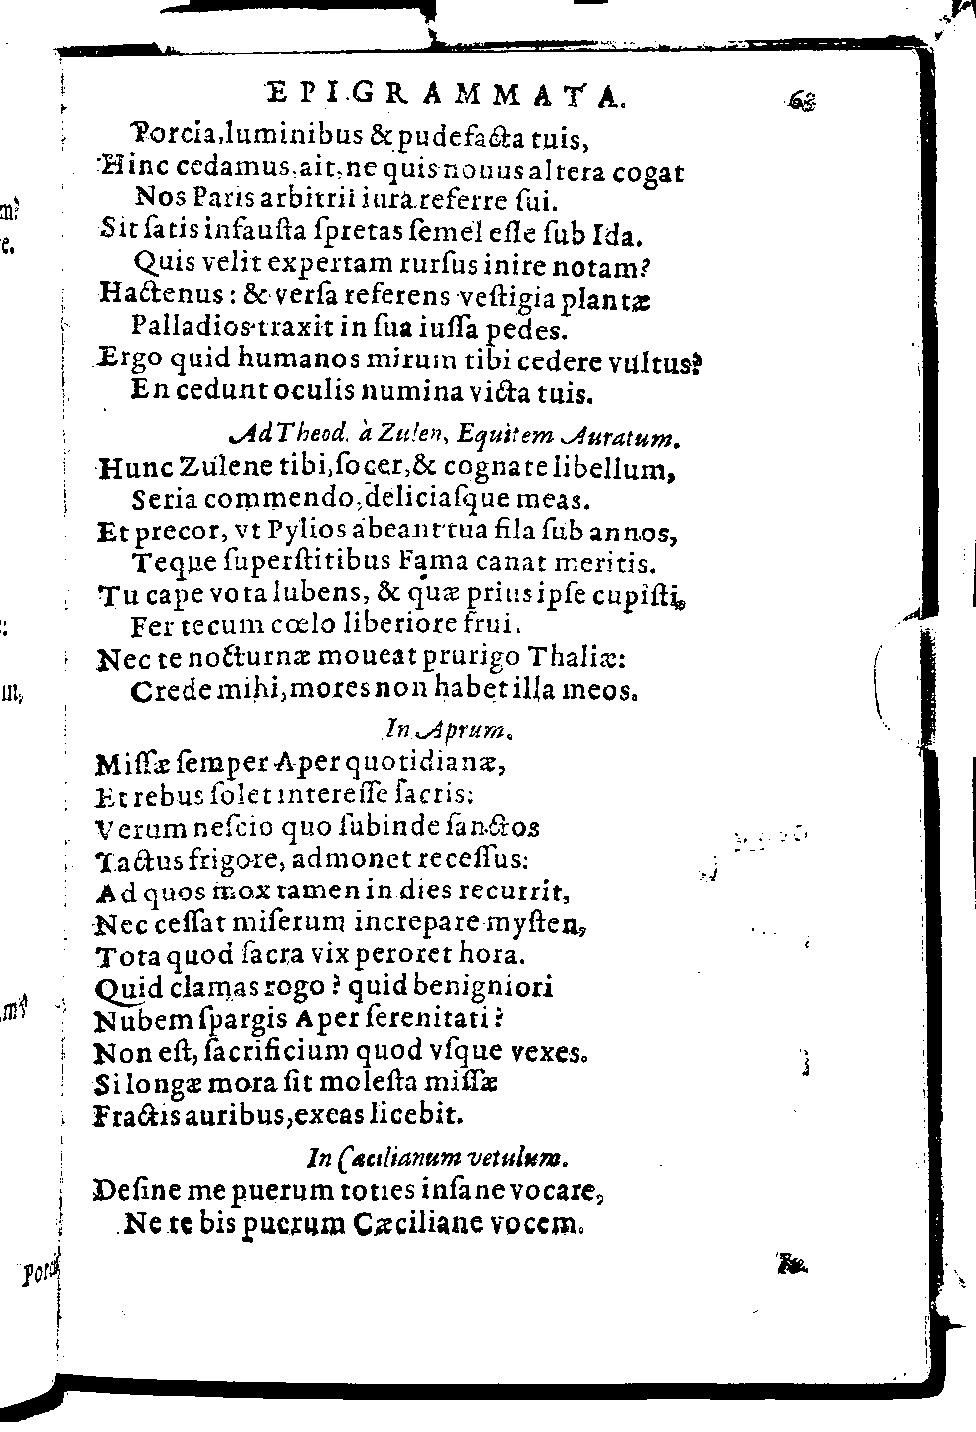 EPIGRAMMATA. 68
Porcia, luminibus & pudefacta tuis,
Hinc cedamus, ait, ne quis nouus altera cogat
Nos Paris arbitrii iura referre sui.
Sit satis infausta spretas semel esse sub Ida.
Quis velit expertam rursus inire notam?
Hactenus: & versa referens vestigia plantæ
Palladios traxit in sua iussa pedes.
Ergo quid humanos mirum tibi cedere vultus?
En cedunt oculis numina victa tuis.
Ad Theod. à Zulen, Equitem Auratum.
Hunc Zulene tibi, socer, & cognate libellum,
Seria commendo, deliciasque meas.
Et precor, vt Pylios abeant tua fila sub annos,
Teque superstitibus Fama canat meritis.
Tu cape vota lubens, & quæ prius ipse cupisti,
Fer tecum cœlo liberiore frui.
Nec te nocturnæ moueat prurigo Thaliæ:
Crede mihi, mores non habet illa meos.
In Aprum.
Missæ semper Aper quotidianæ,
Et rebus solet interesse sacris:
Verum nescio quo subinde sanctos
Tactus frigore, admonet recessus:
Ad quos mox tamen in dies recurrit,
Nec cessat miserum increpare mysten,
Tota quod sacra vix peroret hora.
Quid clamas rogo? quid benigniori
Nubem spargis Aper serenitati?
Non est, sacrificium quod vsque vexes.
Si longæ mora sit molesta missæ
Fractis auribus, exeas licebit.
In Cæcilianum vetulum.
Desine me puerum toties insane vocare,
Ne te bis puerum Cæciliane vocem.